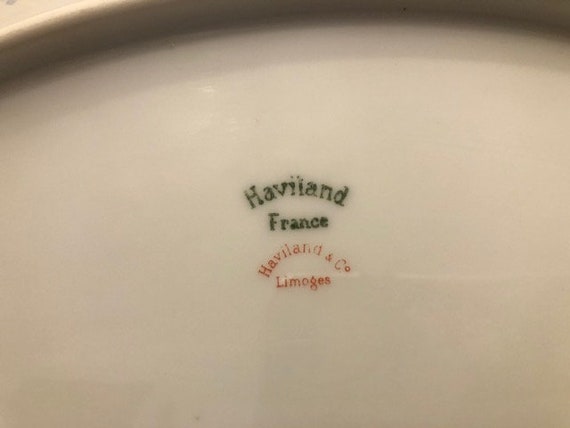 Haviland
France
Haviland & Co
Limoges